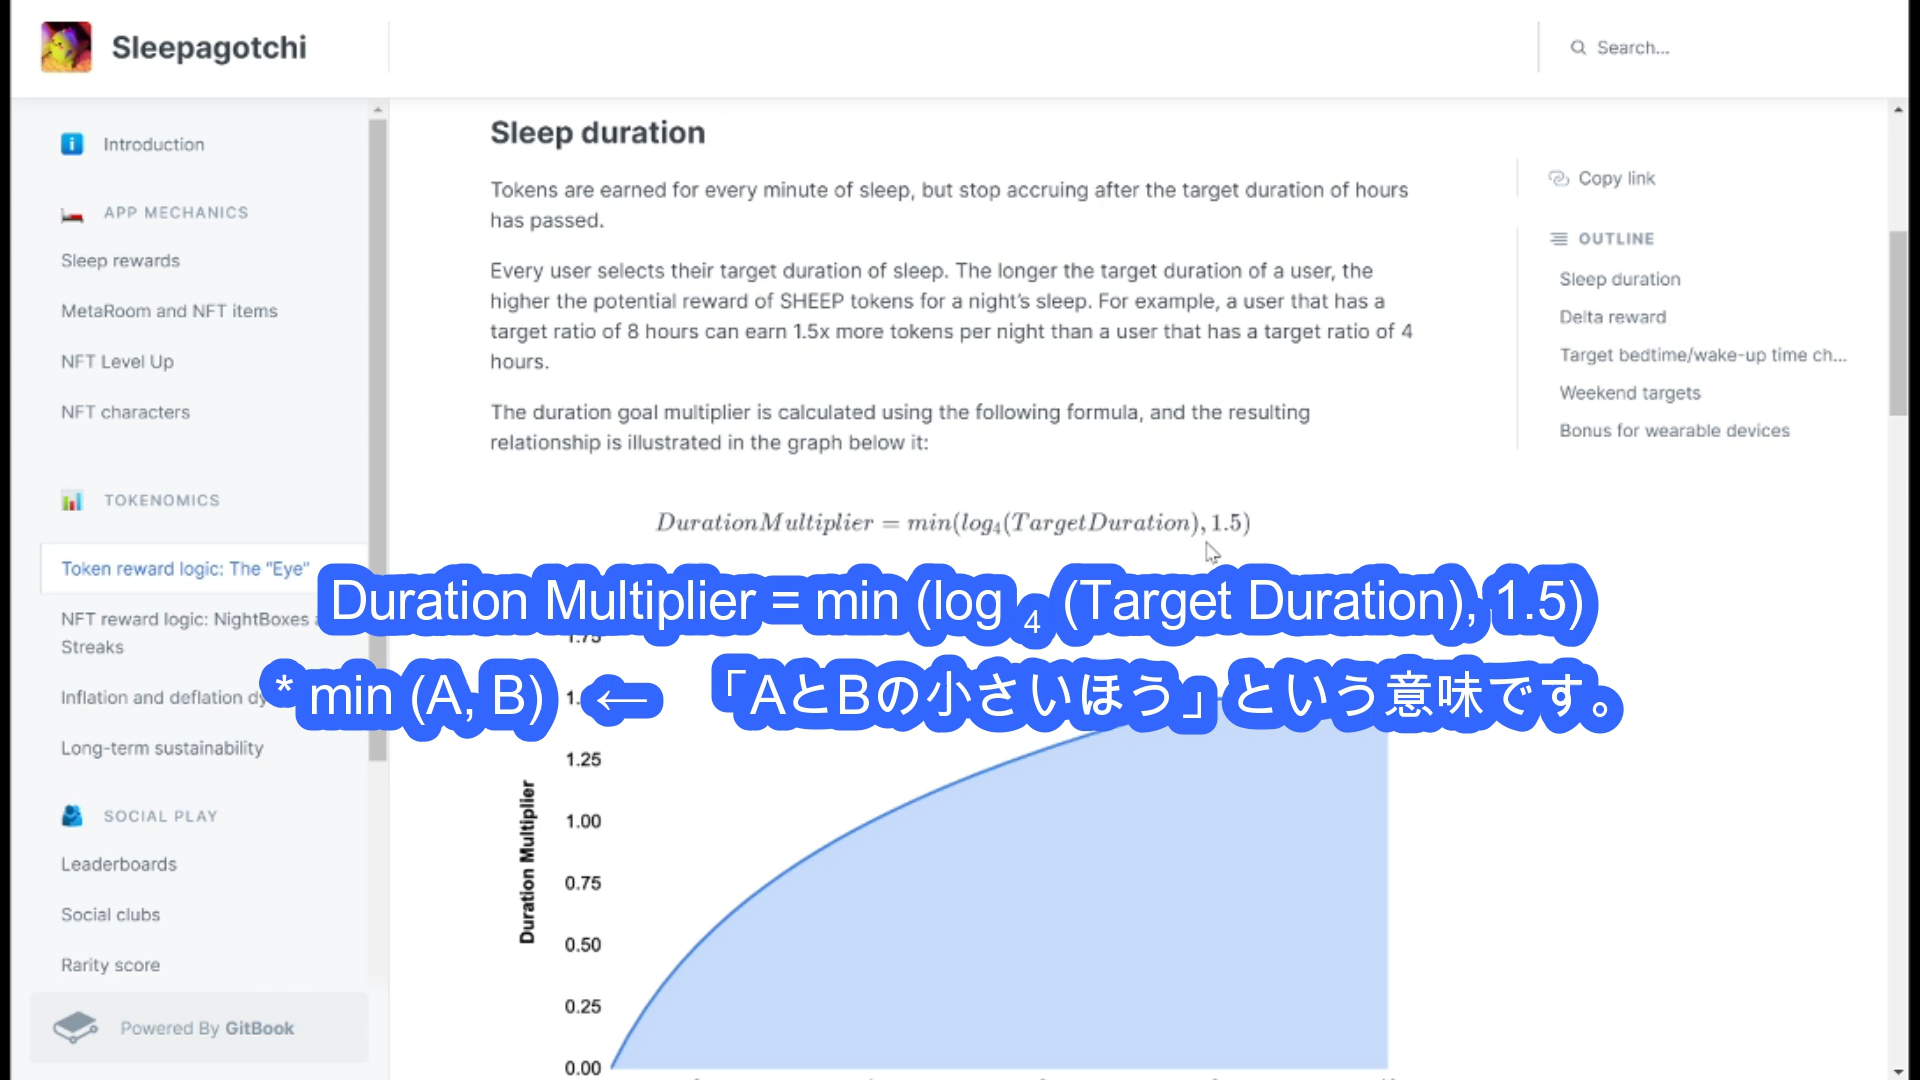 Sleepagotchi
Search...
Introduction
APP MECHANICS
Sleep rewards
MetaRoom and NFT items
NFT Level Up
NFT characters
TOKENOMICS
Token reward logic: The "Eye"
NFT reward logic: NightBoxes
Streaks
Inflation and deflation dy
Long-term sustainability
SOCIAL PLAY
Leaderboards
Social clubs
Rarity score
Powered By GitBook
Sleep duration
Tokens are earned for every minute of sleep, but stop accruing after the target duration of hours
has passed.
Every user selects their target duration of sleep. The longer the target duration of a user, the
higher the potential reward of SHEEP tokens for a night's sleep. For example, a user that has a
target ratio of 8 hours can earn 1.5x more tokens per night than a user that has a target ratio of 4
hours.
The duration goal multiplier is calculated using the following formula, and the resulting
relationship is illustrated in the graph below it:
DurationMultiplier = min(log₄(TargetDuration), 1.5)
Duration Multiplier = min (log ₄ (Target Duration), 1.5)
* min (A, B) ← 「AとBの小さいほう」という意味です。
1.75
1.25
1.00
0.75
0.50
0.25
0.00
Duration Multiplier
Copy link
OUTLINE
Sleep duration
Delta reward
Target bedtime/wake-up time ch...
Weekend targets
Bonus for wearable devices